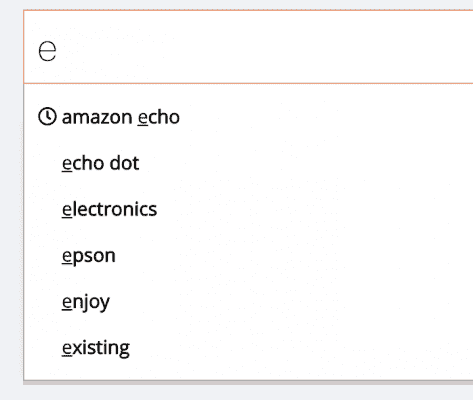 e
amazon echo
echo dot
electronics
epson
enjoy
existing